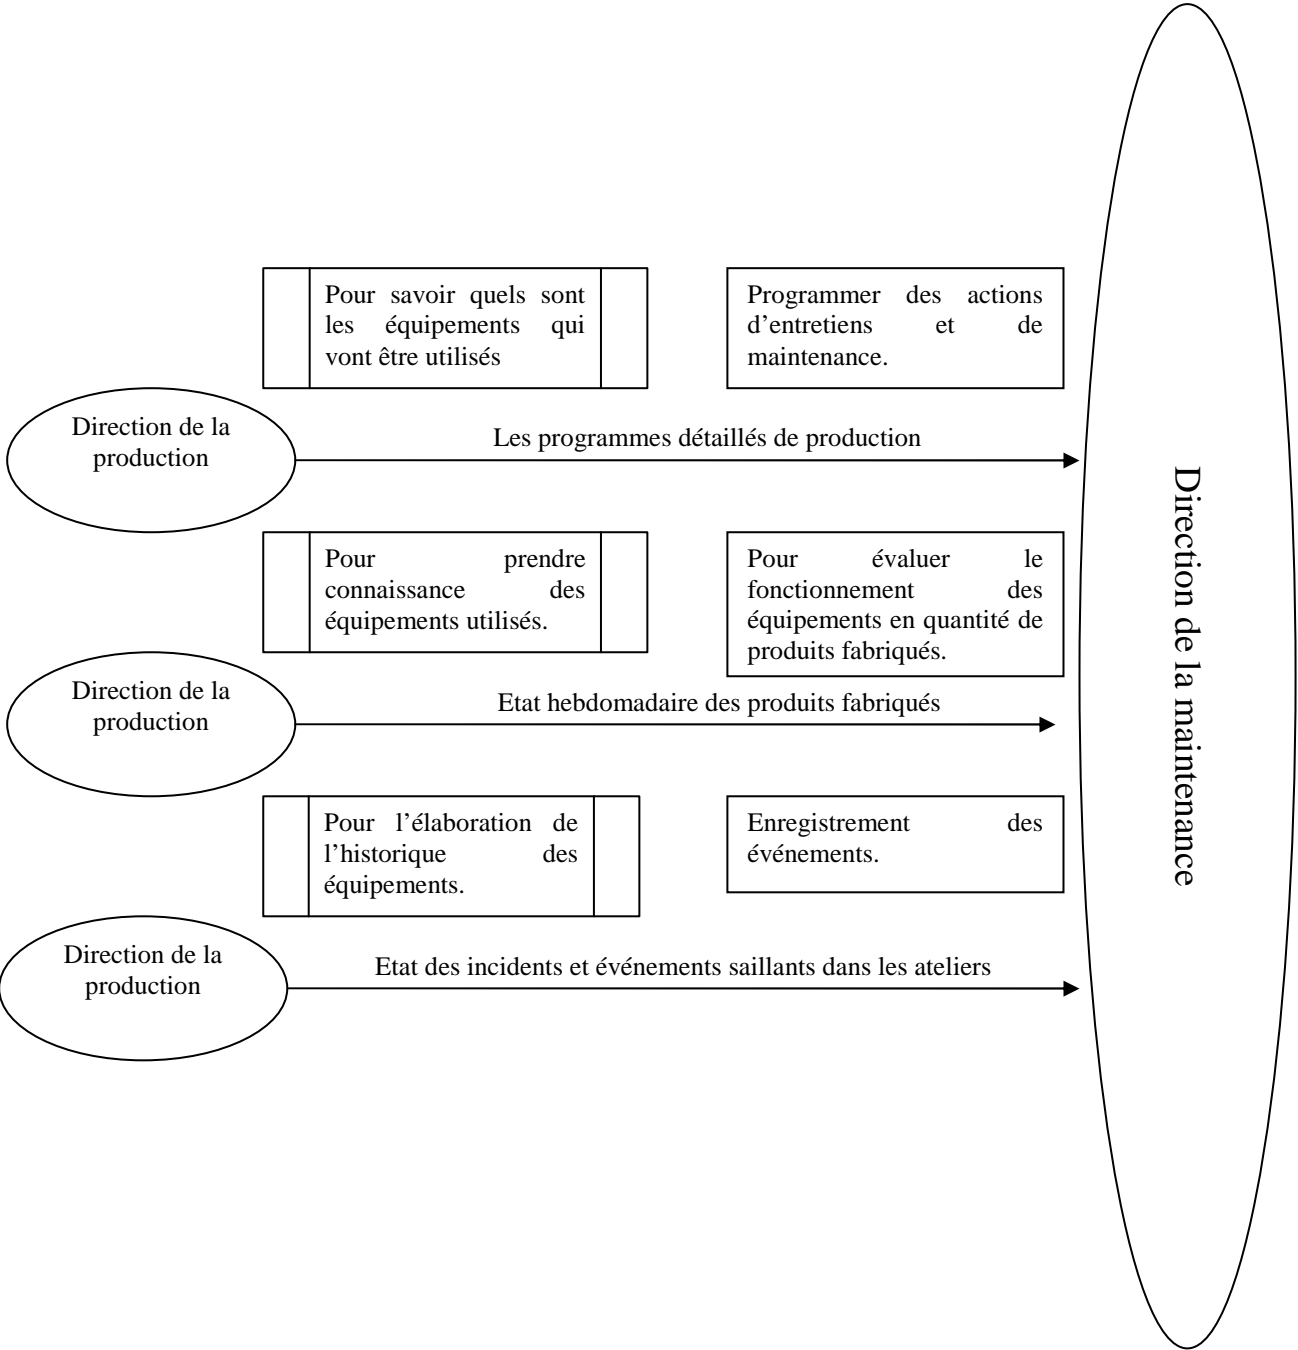 Pour savoir quels sont
les équipements qui
vont être utilisés
Programmer des actions
d’entretiens et de
maintenance.
Direction de la
production
Les programmes détaillés de production
Pour prendre
connaissance des
équipements utilisés.
Pour évaluer le
fonctionnement des
équipements en quantité de
produits fabriqués.
Direction de la
production
Etat hebdomadaire des produits fabriqués
Pour l’élaboration de
l’historique des
équipements.
Enregistrement des
événements.
Direction de la
production
Etat des incidents et événements saillants dans les ateliers
Direction de la maintenance